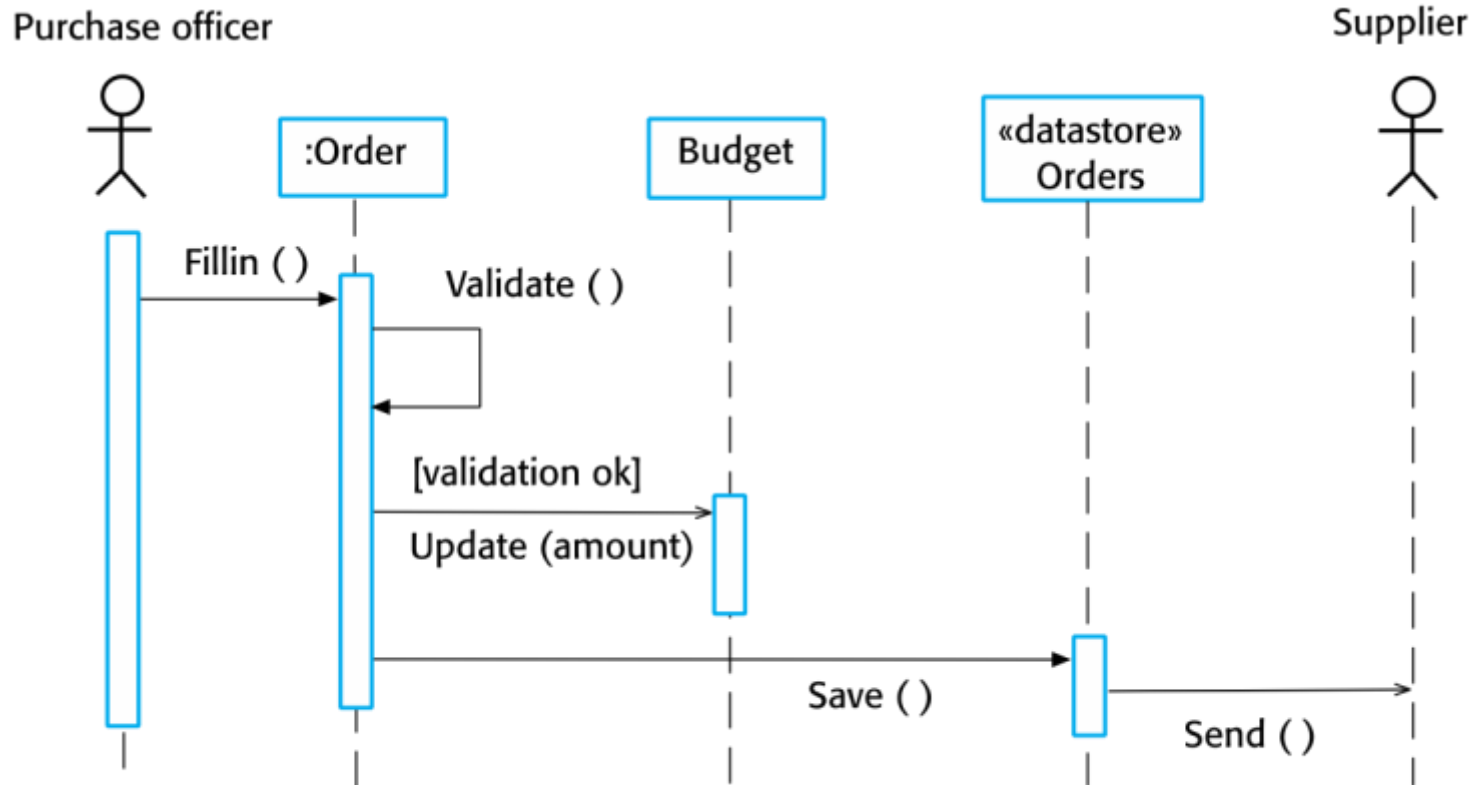 Purchase officer
Supplier
:Order
Budget
«datastore»
Orders
Fillin ( )
Validate ( )
[validation ok]
Update (amount)
Save ( )
Send ( )